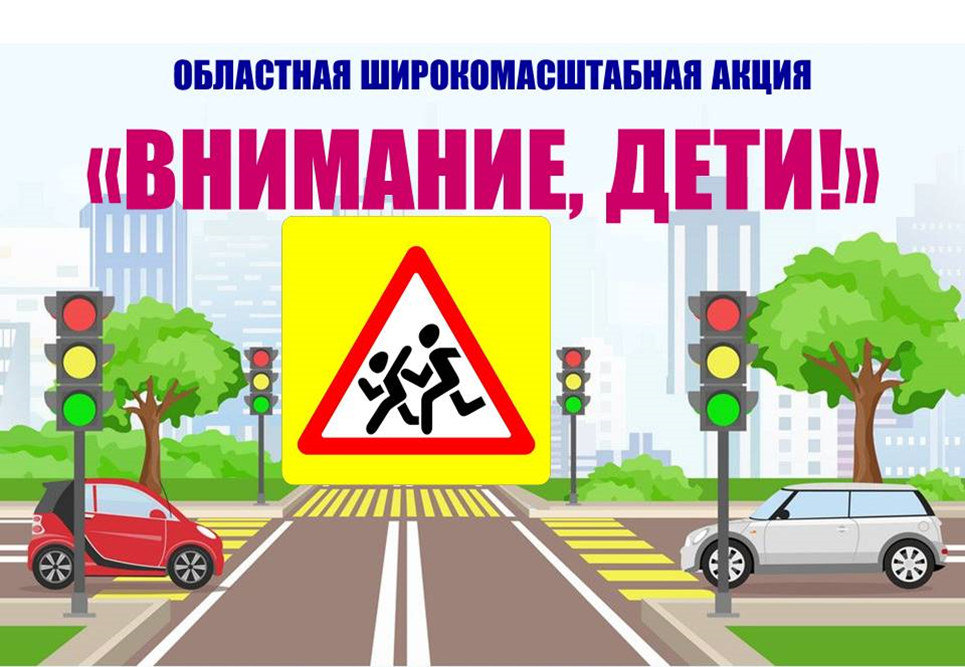 ОБЛАСТНАЯ ШИРОКОМАСШТАБНАЯ АКЦИЯ
«ВНИМАНИЕ, ДЕТИ!»